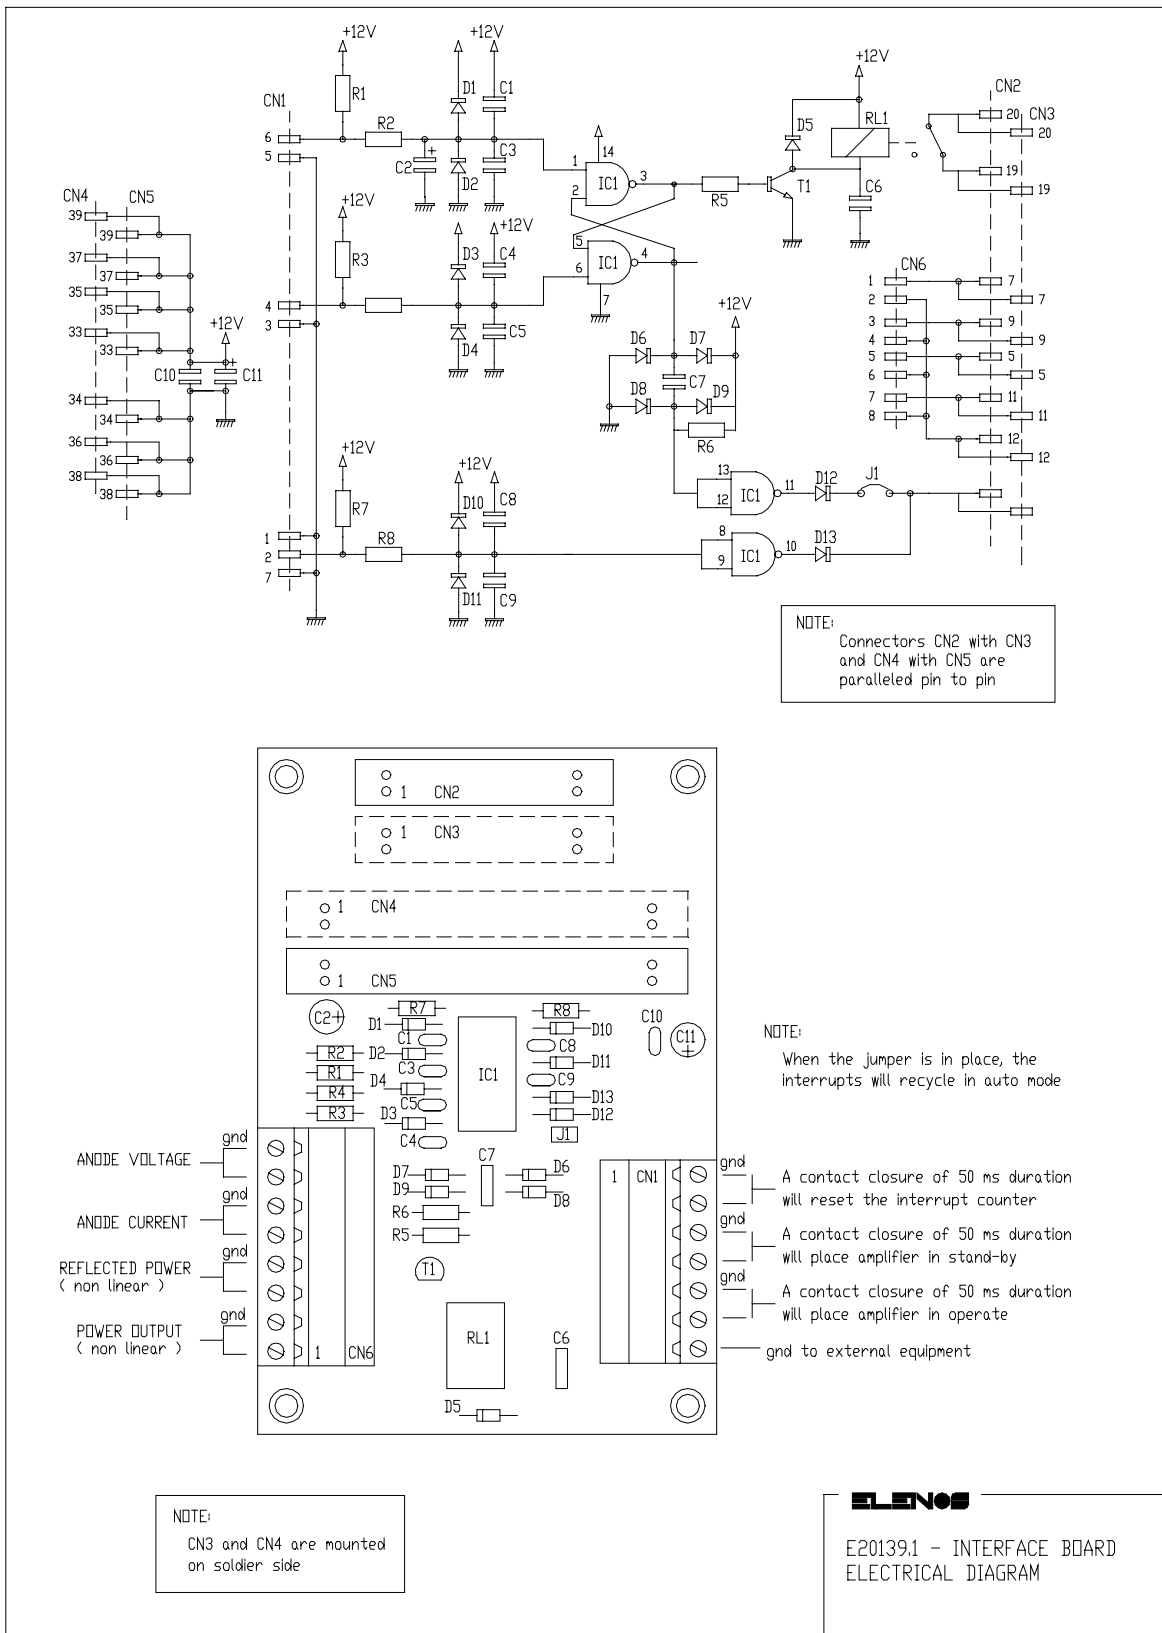 +12V
+12V
+12V
CN1
R1
D1
C1
R2
6
5
C2
+
D2
C3
+12V
+12V
R3
D3
C4
4
3
D4
C5
CN4
CN5
39
39
37
37
35
35
33
33
34
34
36
36
38
38
+12V
C10
C11
+
14
1
2
IC1
3
5
6
IC1
4
7
R5
T1
D5
+12V
RL1
C6
CN2
CN3
20
20
19
19
CN6
1
2
3
4
5
6
7
8
7
7
9
9
5
5
11
11
12
12
+12V
D6
D7
C7
D8
D9
R6
13
12
IC1
11
D12
J1
8
9
IC1
10
D13
+12V
+12V
R7
D10
C8
1
2
7
R8
D11
C9
NOTE:
Connectors CN2 with CN3
and CN4 with CN5 are
paralleled pin to pin
1 CN2
1 CN3
1 CN4
1 CN5
C2+
R7
D1
C1
R2
D2
C3
R1
D4
R4
C5
D3
R3
C4
IC1
R8
D10
C8
D11
C9
D13
D12
J1
C10
C11
+
NOTE:
When the jumper is in place, the
interrupts will recycle in auto mode
C7
D7
D9
R6
R5
D6
D8
T1
RL1
C6
D5
1 CN6
1 CN1
gnd
ANODE VOLTAGE
gnd
ANODE CURRENT
gnd
REFLECTED POWER
( non linear )
gnd
POWER OUTPUT
( non linear )
gnd
A contact closure of 50 ms duration
will reset the interrupt counter
gnd
A contact closure of 50 ms duration
will place amplifier in stand-by
gnd
A contact closure of 50 ms duration
will place amplifier in operate
gnd to external equipment
NOTE:
CN3 and CN4 are mounted
on soldier side
ELENOS
E20139.1 - INTERFACE BOARD
ELECTRICAL DIAGRAM